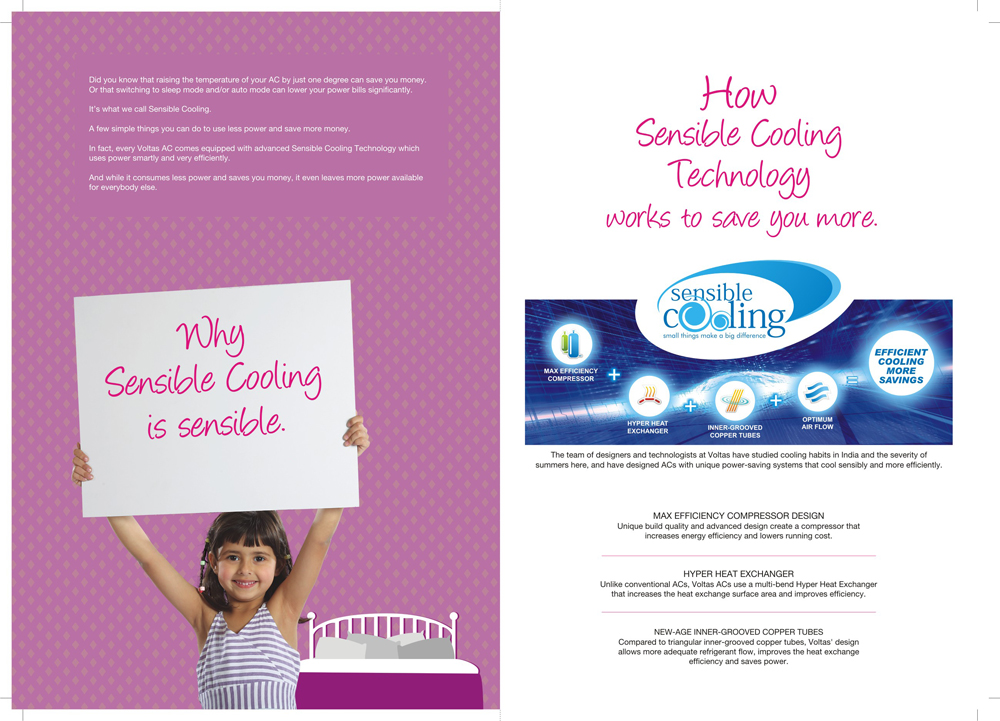 Did you know that raising the temperature of your AC by just one degree can save you money.
Or that switching to sleep mode and/or auto mode can lower your power bills significantly.
It's what we call Sensible Cooling.
A few simple things you can do to use less power and save more money.
In fact, every Voltas AC comes equipped with advanced Sensible Cooling Technology which
uses power smartly and very efficiently.
And while it consumes less power and saves you money, it even leaves more power available
for everybody else.
Why
Sensible Cooling
is sensible.
How
Sensible Cooling
Technology
works to save you more.
sensible
cooling
small things make a big difference
MAX EFFICIENCY
COMPRESSOR
+
HYPER HEAT
EXCHANGER
+
INNER-GROOVED
COPPER TUBES
+
OPTIMUM
AIR FLOW
=
EFFICIENT
COOLING
MORE
SAVINGS
The team of designers and technologists at Voltas have studied cooling habits in India and the severity of
summers here, and have designed ACs with unique power-saving systems that cool sensibly and more efficiently.
MAX EFFICIENCY COMPRESSOR DESIGN
Unique build quality and advanced design create a compressor that
increases energy efficiency and lowers running cost.
HYPER HEAT EXCHANGER
Unlike conventional ACs, Voltas ACs use a multi-bend Hyper Heat Exchanger
that increases the heat exchange surface area and improves efficiency.
NEW-AGE INNER-GROOVED COPPER TUBES
Compared to triangular inner-grooved copper tubes, Voltas' design
allows more adequate refrigerant flow, improves the heat exchange
efficiency and saves power.